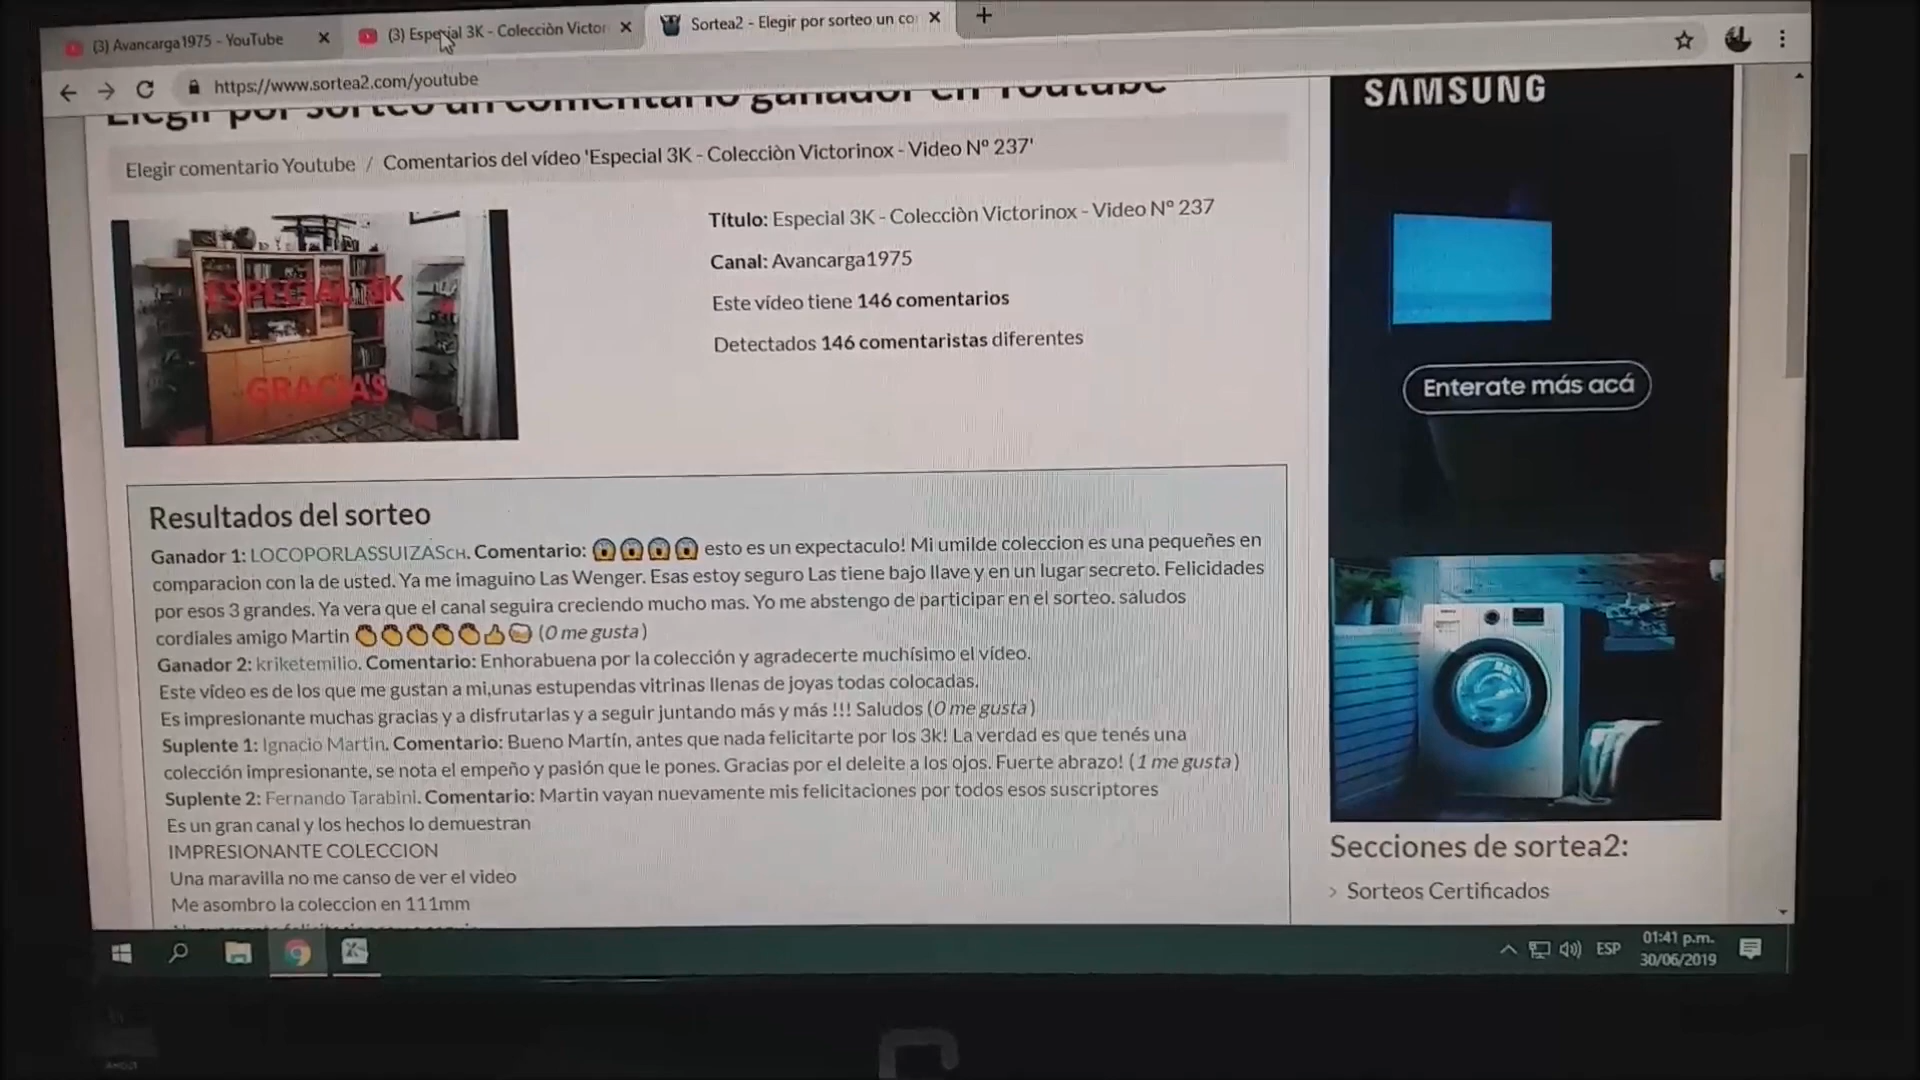 (3) Avancarga1975 - YouTube
(3) Especial 3K - Colecciòn Victor
Sortea2 - Elegir por sorteo un co
https://www.sortea2.com/youtube
Elegir por sorteo un comentario ganador en Youtube
Elegir comentario Youtube / Comentarios del vídeo 'Especial 3K - Colecciòn Victorinox - Video Nº 237'
ESPECIAL 3K
GRACIAS
Título: Especial 3K - Colecciòn Victorinox - Video Nº 237
Canal: Avancarga1975
Este vídeo tiene 146 comentarios
Detectados 146 comentaristas diferentes
Resultados del sorteo
Ganador 1: LOCOPORLASSUIZASCH. Comentario: 😱😱😱😱 esto es un expectaculo! Mi umilde coleccion es una pequeñes en
comparacion con la de usted. Ya me imaguino Las Wenger. Esas estoy seguro Las tiene bajo llave y en un lugar secreto. Felicidades
por esos 3 grandes. Ya vera que el canal seguira creciendo mucho mas. Yo me abstengo de participar en el sorteo. saludos
cordiales amigo Martin 👏👏👏👏👏👍🍻 (0 me gusta)
Ganador 2: kriketemilio. Comentario: Enhorabuena por la colección y agradecerte muchísimo el vídeo.
Este vídeo es de los que me gustan a mi,unas estupendas vitrinas llenas de joyas todas colocadas.
Es impresionante muchas gracias y a disfrutarlas y a seguir juntando más y más !!! Saludos (0 me gusta)
Suplente 1: Ignacio Martin. Comentario: Bueno Martín, antes que nada felicitarte por los 3k! La verdad es que tenés una
colección impresionante, se nota el empeño y pasión que le pones. Gracias por el deleite a los ojos. Fuerte abrazo! (1 me gusta)
Suplente 2: Fernando Tarabini. Comentario: Martin vayan nuevamente mis felicitaciones por todos esos suscriptores
Es un gran canal y los hechos lo demuestran
IMPRESIONANTE COLECCION
Una maravilla no me canso de ver el video
Me asombro la coleccion en 111mm
SAMSUNG
Enterate más acá
Secciones de sortea2:
> Sorteos Certificados
ESP
01:41 p.m.
30/06/2019